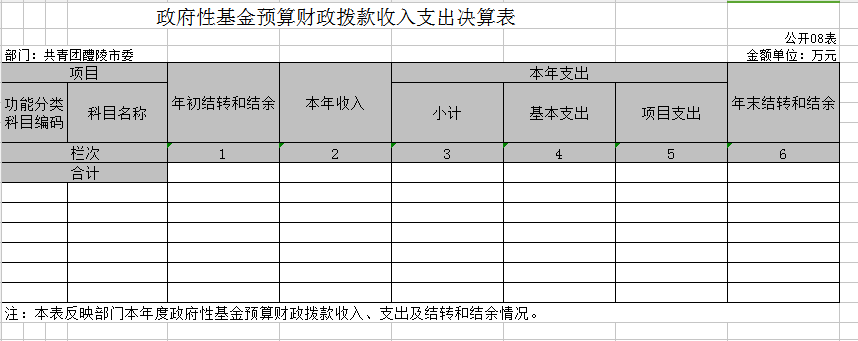 政府性基金预算财政拨款收入支出决算表
公开08表
部门：共青团醴陵市委
金额单位：万元
项目
年初结转和结余
本年收入
本年支出
年末结转和结余
功能分类
科目编码
科目名称
小计
基本支出
项目支出
栏次
1
2
3
4
5
6
合计
注：本表反映部门本年度政府性基金预算财政拨款收入、支出及结转和结余情况。